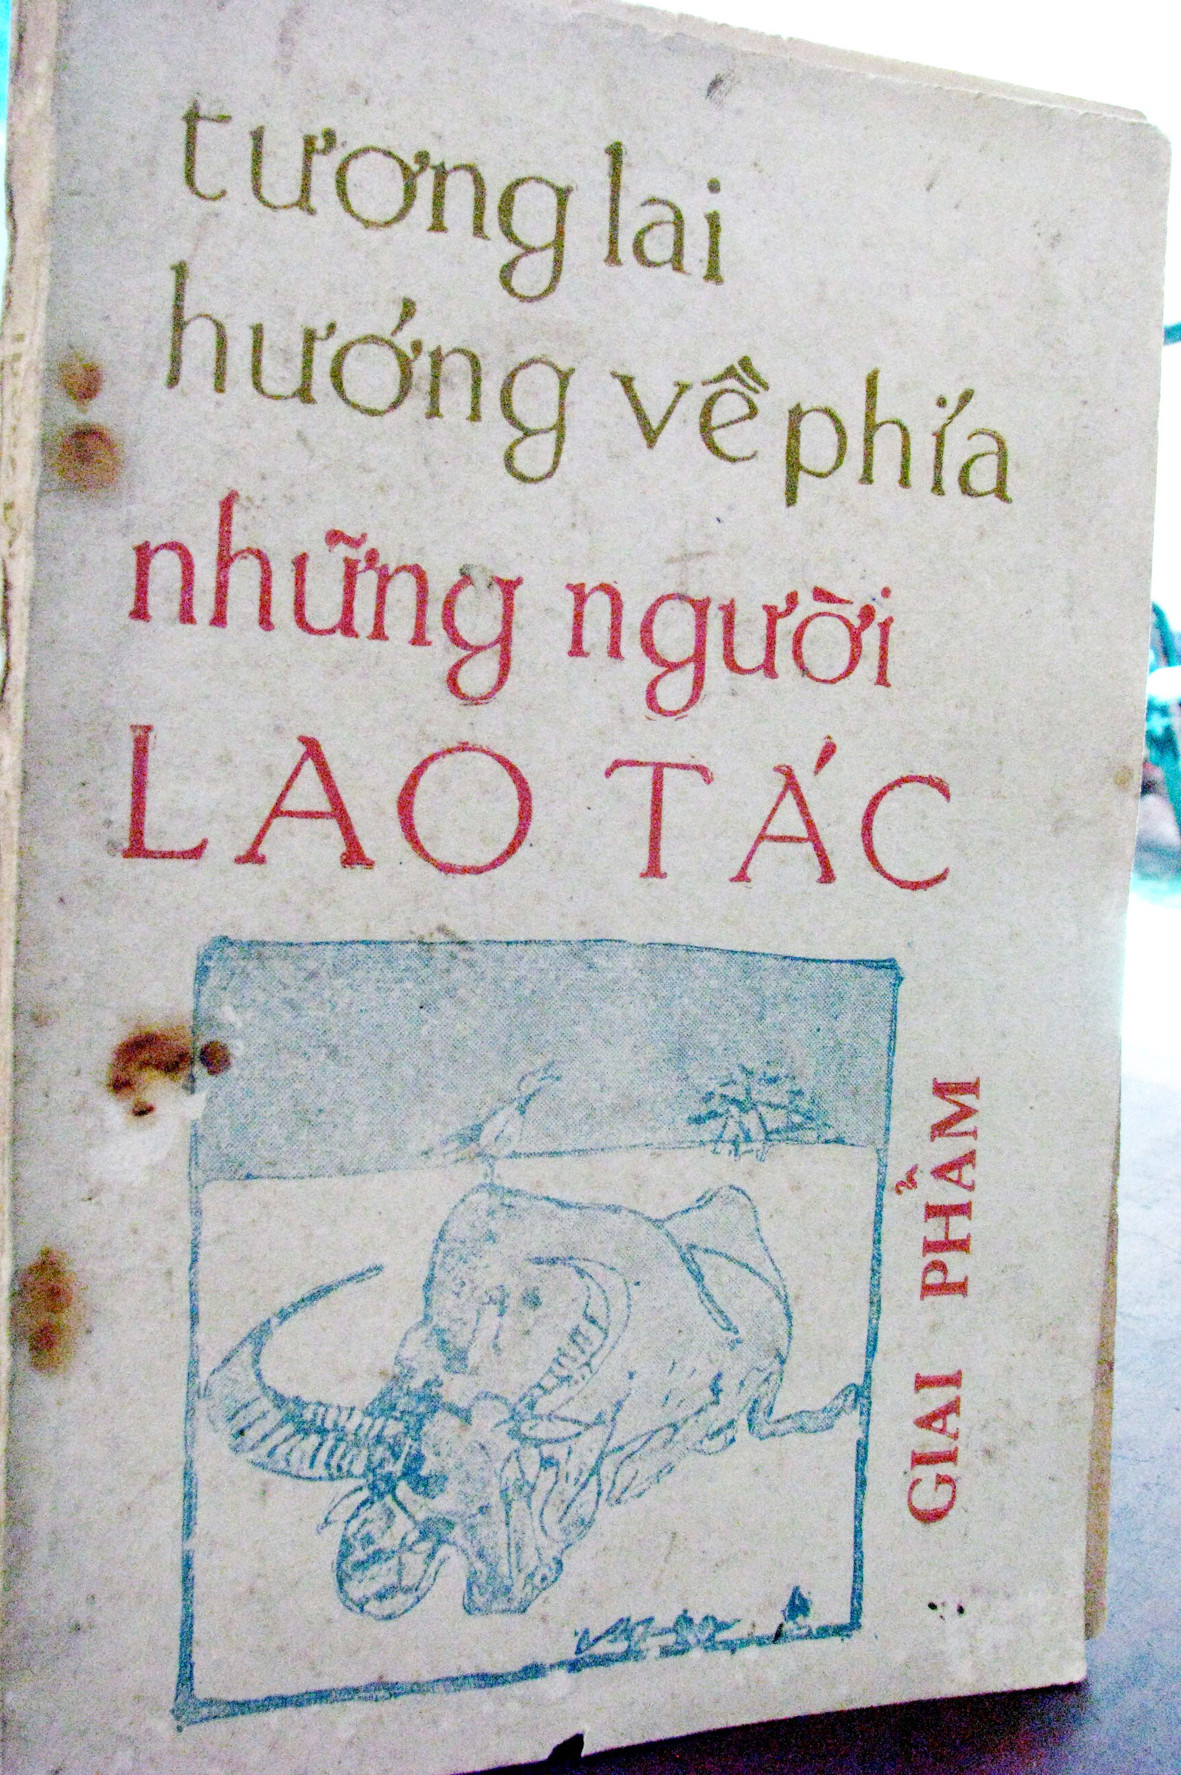 tương lai
hướng về phía
những người
LAO TÁC
GIAI PHẨM